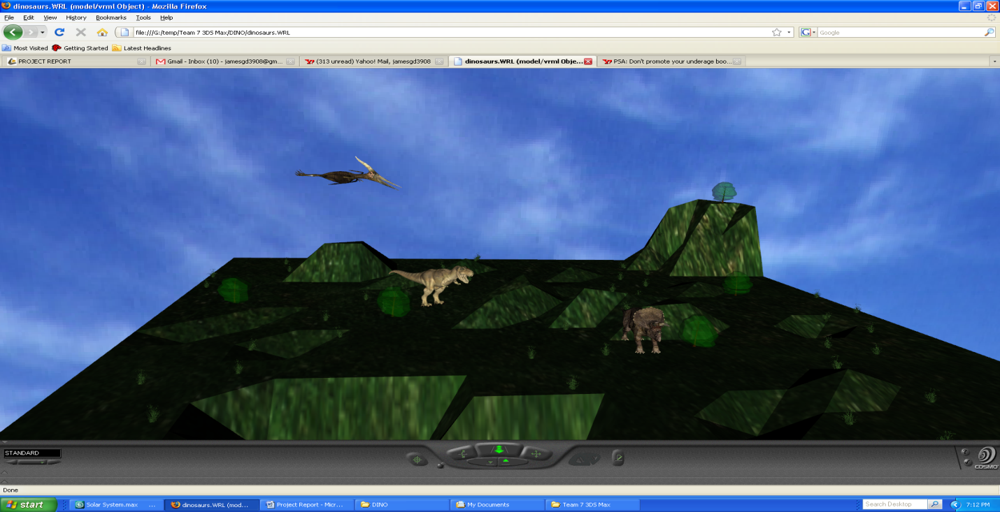 dinosaurs.WRL (model/vrml Object) - Mozilla Firefox
File Edit View History Bookmarks Tools Help
file:///G:/temp/Team 7 3DS Max/DINO/dinosaurs.WRL
G Google
Most Visited Getting Started Latest Headlines
PROJECT REPORT
Gmail - Inbox (10) - jamesgd3908@gm...
(313 unread) Yahoo! Mail, jamesgd3908
dinosaurs.WRL (model/vrml Obje...
PSA: Don't promote your underage boo...
STANDARD
COSMO
Done
start
Solar System.max ...
dinosaurs.WRL (mod...
Project Report - Micr...
DINO
My Documents
Team 7 3DS Max
Search Desktop
7:12 PM